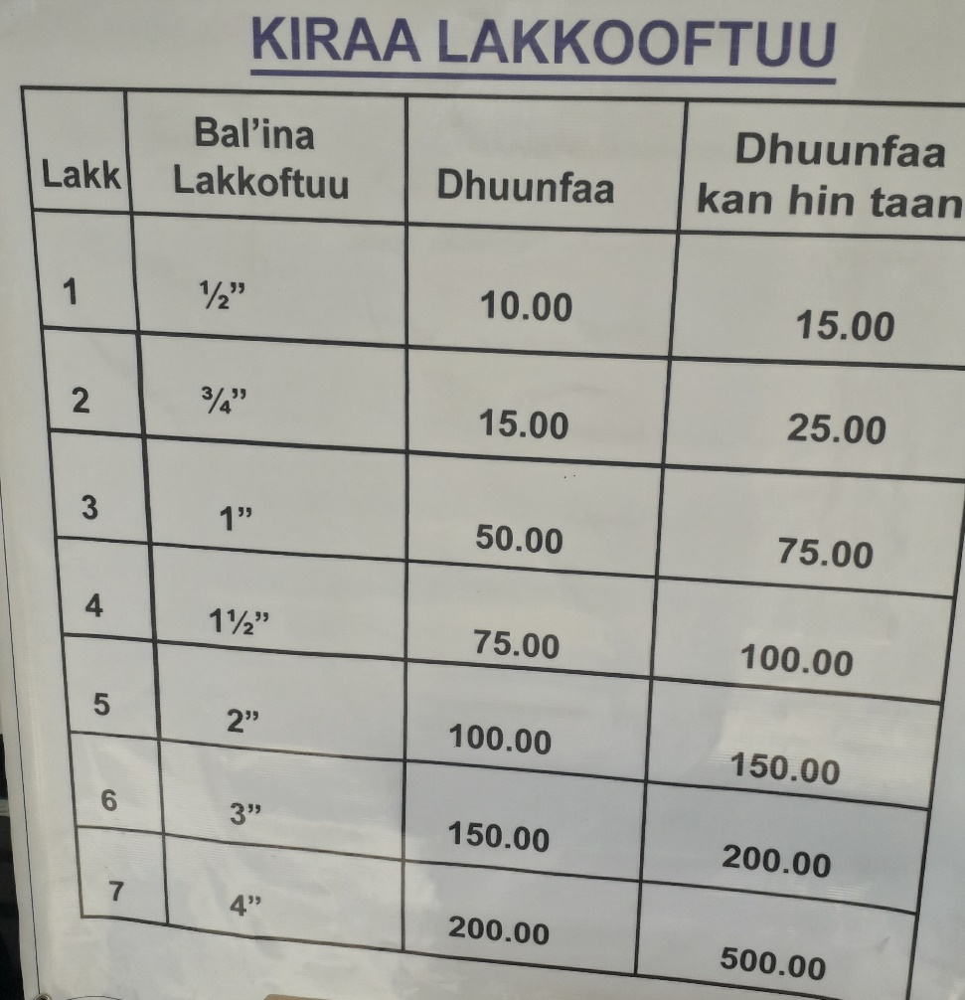 KIRAA LAKKOOFTUU
Lakk Bal’ina Lakkoftuu Dhuunfaa Dhuunfaa kan hin taan
1 ½” 10.00 15.00
2 ¾” 15.00 25.00
3 1” 50.00 75.00
4 1½” 75.00 100.00
5 2” 100.00 150.00
6 3” 150.00 200.00
7 4” 200.00 500.00